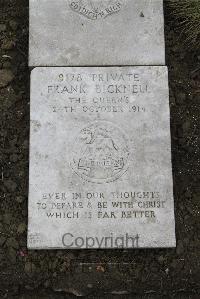 9178 PRIVATE
FRANK BICKNELL
THE QUEEN'S
27TH OCTOBER 1914
EVER IN OUR THOUGHTS
TO DEPART & BE WITH CHRIST
WHICH IS FAR BETTER
Copyright